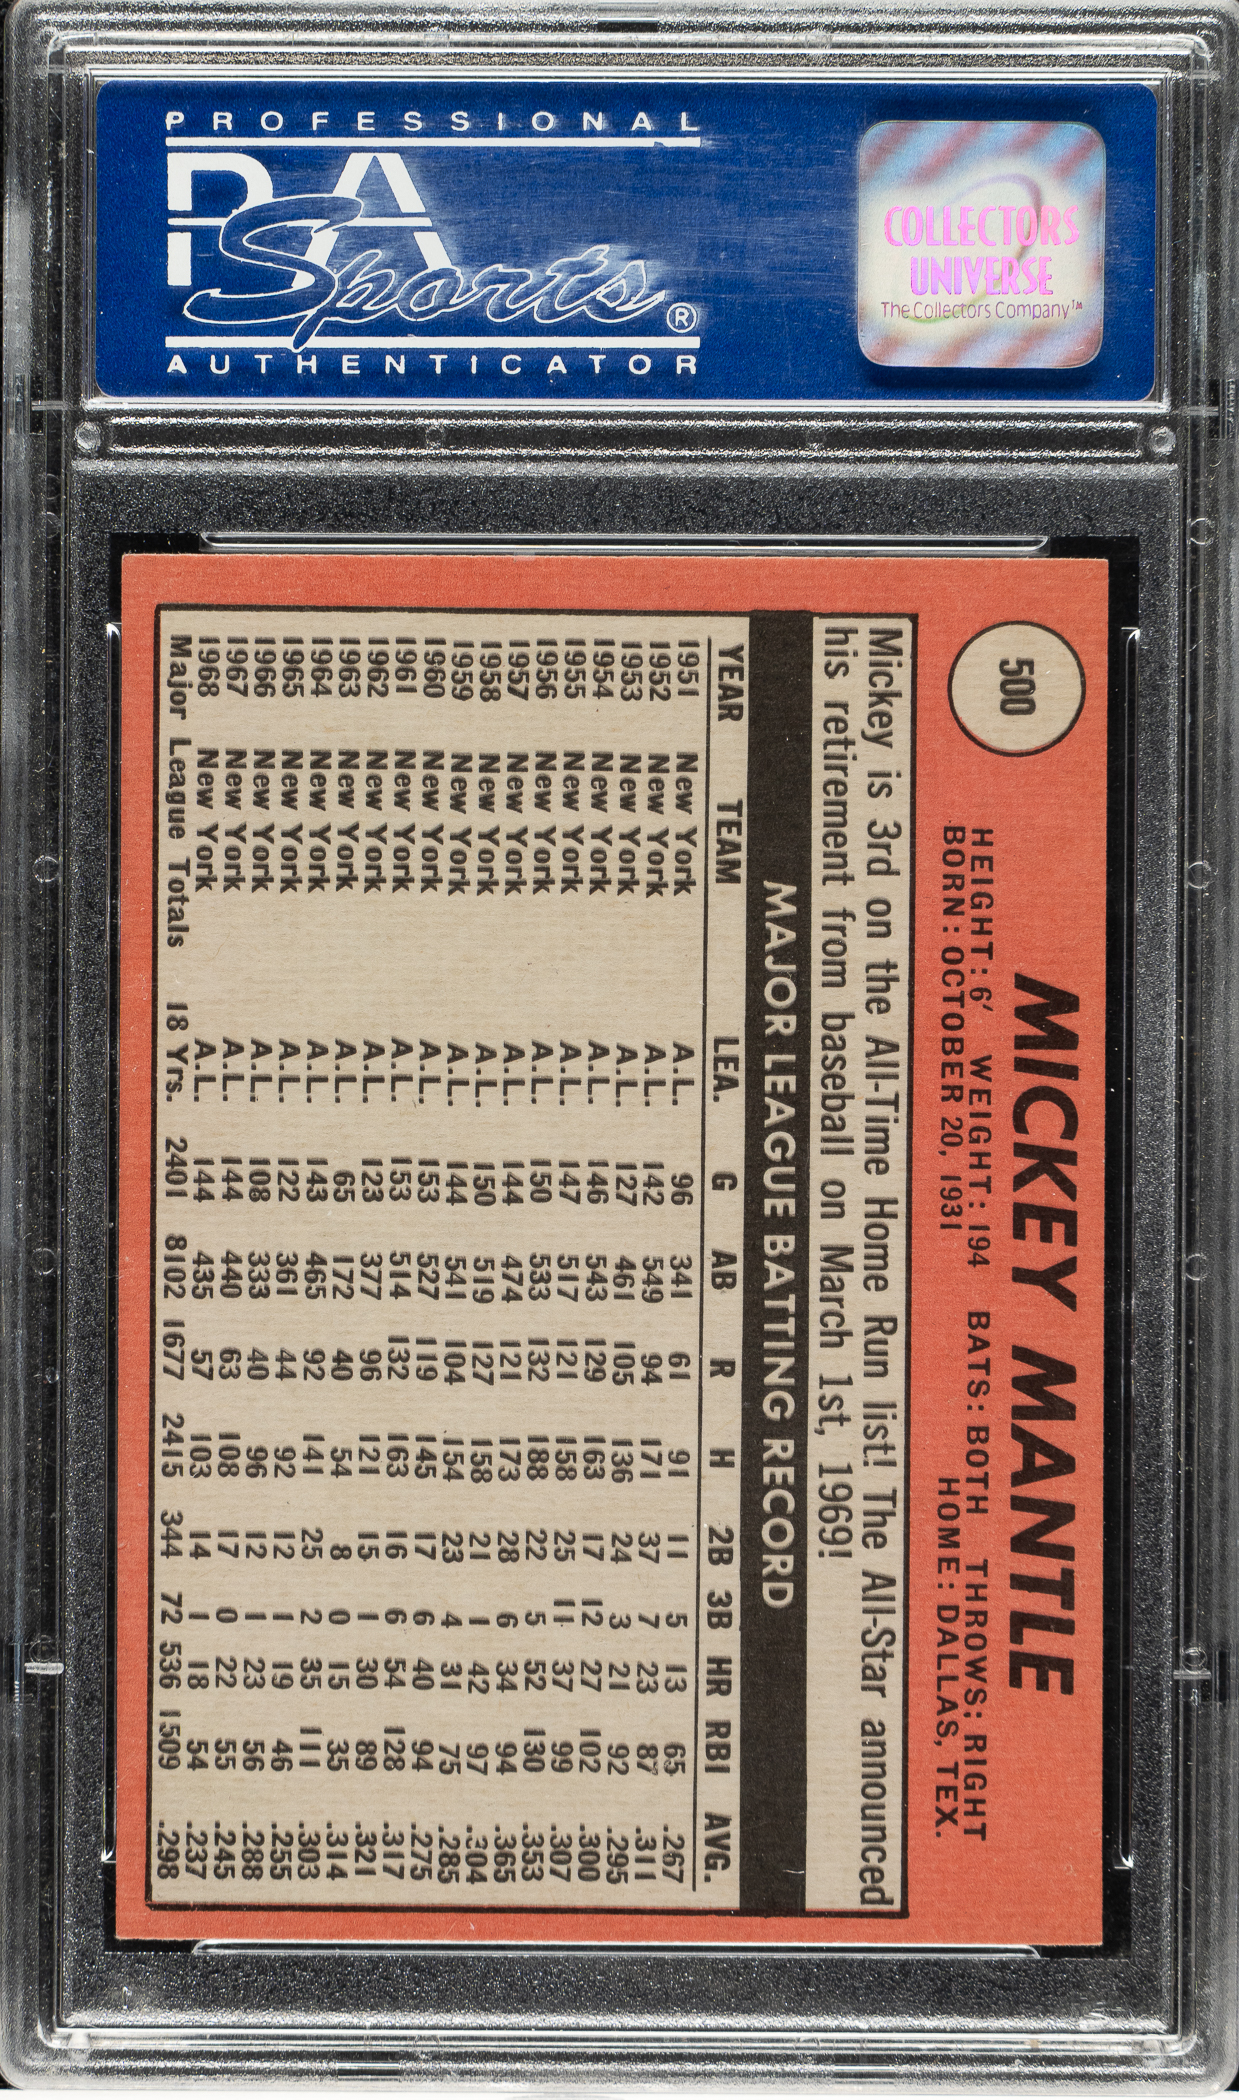 PROFESSIONAL
PSA
Sports®
AUTHENTICATOR
COLLECTORS
UNIVERSE
The Collectors Company™
500
MICKEY MANTLE
HEIGHT: 6' WEIGHT: 194 BATS: BOTH THROWS: RIGHT
BORN: OCTOBER 20, 1931 HOME: DALLAS, TEX.
Mickey is 3rd on the All-Time Home Run list! The All-Star announced
his retirement from baseball on March 1st, 1969!
MAJOR LEAGUE BATTING RECORD
YEAR TEAM LEA. G AB R H 2B 3B HR RBI AVG.
1951 New York A.L. 96 341 61 91 11 5 13 65 .267
1952 New York A.L. 142 549 94 171 37 7 23 87 .311
1953 New York A.L. 127 461 105 136 24 3 21 92 .295
1954 New York A.L. 146 543 129 163 17 12 27 102 .300
1955 New York A.L. 147 517 121 158 25 11 37 99 .307
1956 New York A.L. 150 533 132 188 22 5 52 130 .353
1957 New York A.L. 144 474 121 173 28 6 34 94 .365
1958 New York A.L. 150 519 127 158 21 1 42 97 .304
1959 New York A.L. 144 541 104 154 23 4 31 75 .285
1960 New York A.L. 153 527 119 145 17 6 40 94 .275
1961 New York A.L. 153 514 132 163 16 6 54 128 .317
1962 New York A.L. 123 377 96 121 15 1 30 89 .321
1963 New York A.L. 65 172 40 54 8 0 15 35 .314
1964 New York A.L. 143 465 92 141 25 2 35 111 .303
1965 New York A.L. 122 361 44 92 12 1 19 46 .255
1966 New York A.L. 108 333 40 96 12 1 23 56 .288
1967 New York A.L. 144 440 63 108 17 0 22 55 .245
1968 New York A.L. 144 435 57 103 14 1 18 54 .237
Major League Totals 18 Yrs. 2401 8102 1677 2415 344 72 536 1509 .298